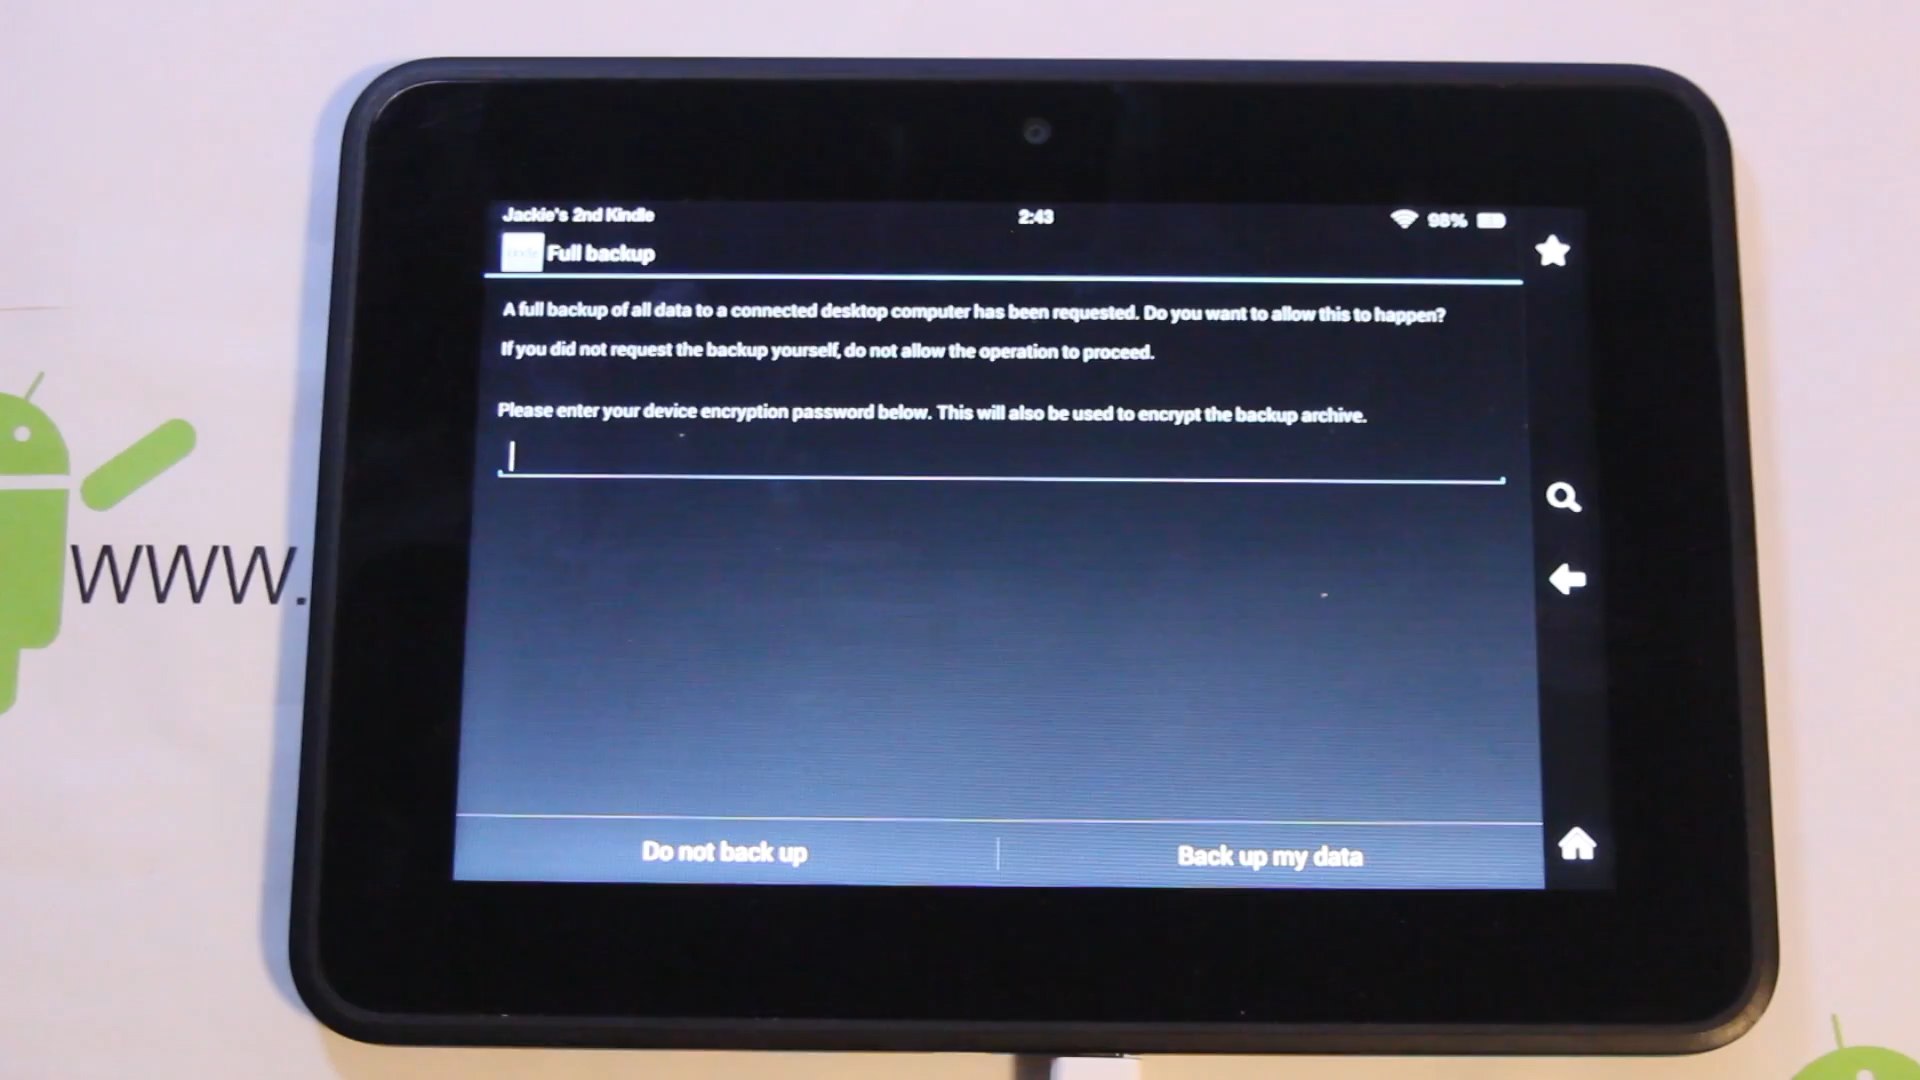 Jackie's 2nd Kindle 2:43 98%
Full backup
A full backup of all data to a connected desktop computer has been requested. Do you want to allow this to happen?
If you did not request the backup yourself, do not allow the operation to proceed.
Please enter your device encryption password below. This will also be used to encrypt the backup archive.
www.
Do not back up Back up my data